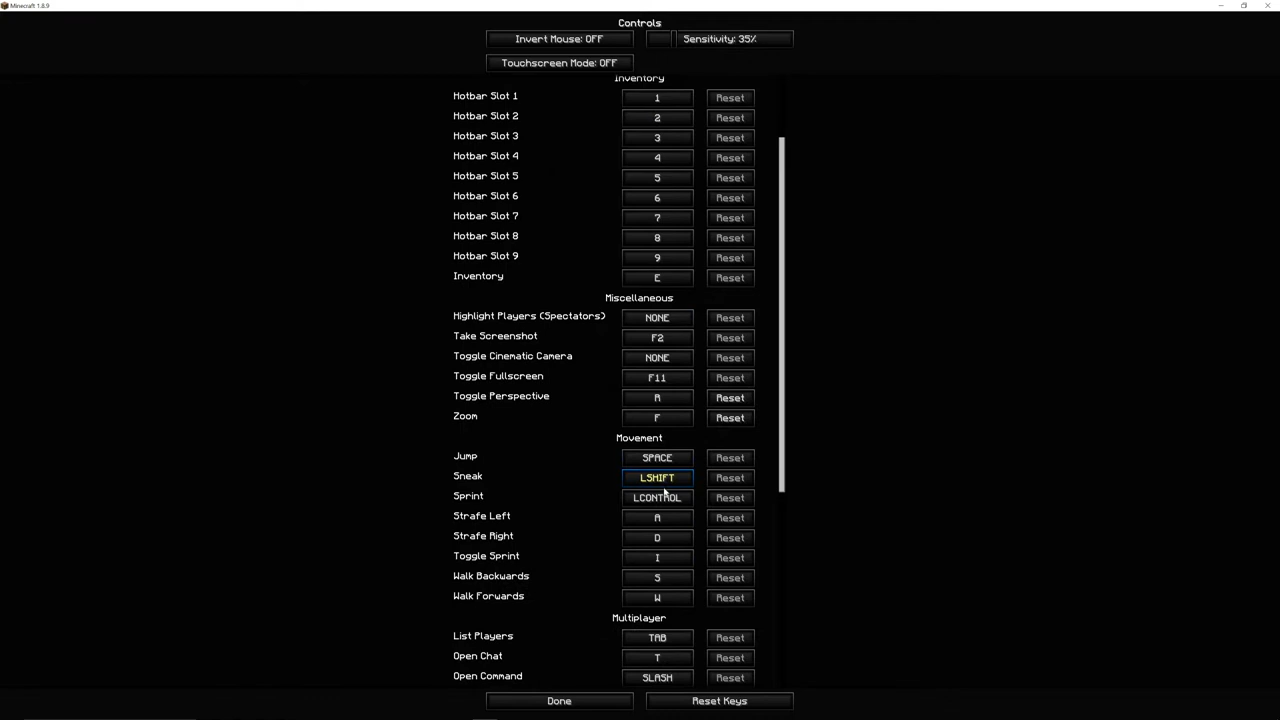 Minecraft 1.8.9
Controls
Invert Mouse: OFF Sensitivity: 35%
Touchscreen Mode: OFF
Inventory
Hotbar Slot 1 1 Reset
Hotbar Slot 2 2 Reset
Hotbar Slot 3 3 Reset
Hotbar Slot 4 4 Reset
Hotbar Slot 5 5 Reset
Hotbar Slot 6 6 Reset
Hotbar Slot 7 7 Reset
Hotbar Slot 8 8 Reset
Hotbar Slot 9 9 Reset
Inventory E Reset
Miscellaneous
Highlight Players (Spectators) NONE Reset
Take Screenshot F2 Reset
Toggle Cinematic Camera NONE Reset
Toggle Fullscreen F11 Reset
Toggle Perspective R Reset
Zoom F Reset
Movement
Jump SPACE Reset
Sneak LSHIFT Reset
Sprint LCONTROL Reset
Strafe Left A Reset
Strafe Right D Reset
Toggle Sprint I Reset
Walk Backwards S Reset
Walk Forwards W Reset
Multiplayer
List Players TAB Reset
Open Chat T Reset
Open Command SLASH Reset
Done Reset Keys